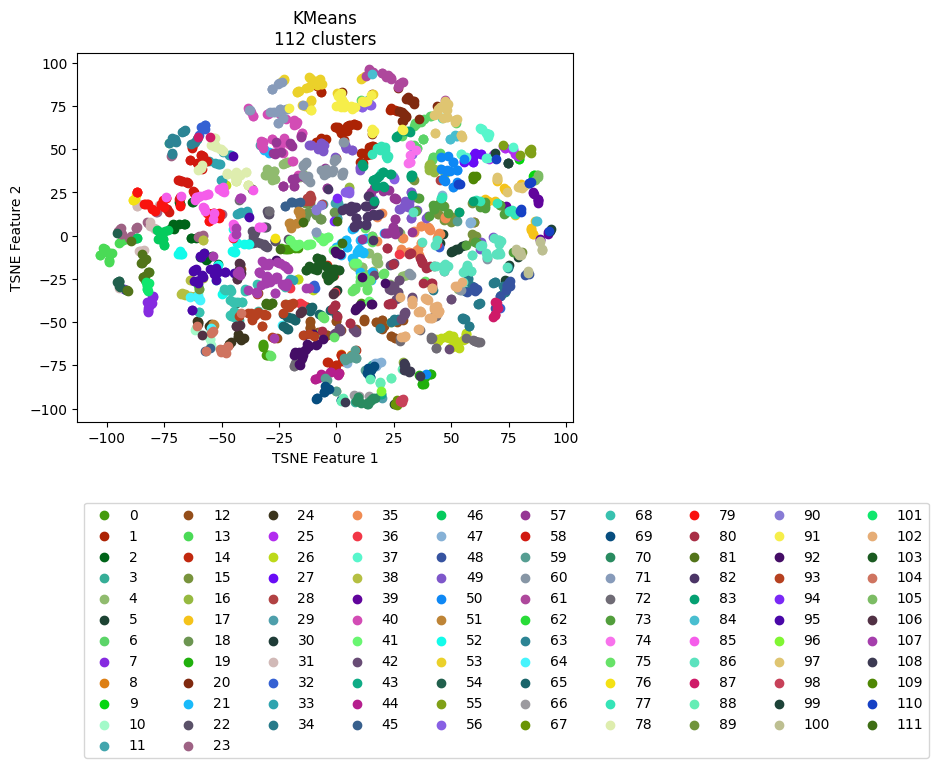 KMeans
112 clusters
100
75
50
25
0
−25
−50
−75
−100
TSNE Feature 2
−100 −75 −50 −25 0 25 50 75 100
TSNE Feature 1
0 12 24 35 46 57 68 79 90 101
1 13 25 36 47 58 69 80 91 102
2 14 26 37 48 59 70 81 92 103
3 15 27 38 49 60 71 82 93 104
4 16 28 39 50 61 72 83 94 105
5 17 29 40 51 62 73 84 95 106
6 18 30 41 52 63 74 85 96 107
7 19 31 42 53 64 75 86 97 108
8 20 32 43 54 65 76 87 98 109
9 21 33 44 55 66 77 88 99 110
10 22 34 45 56 67 78 89 100 111
11 23